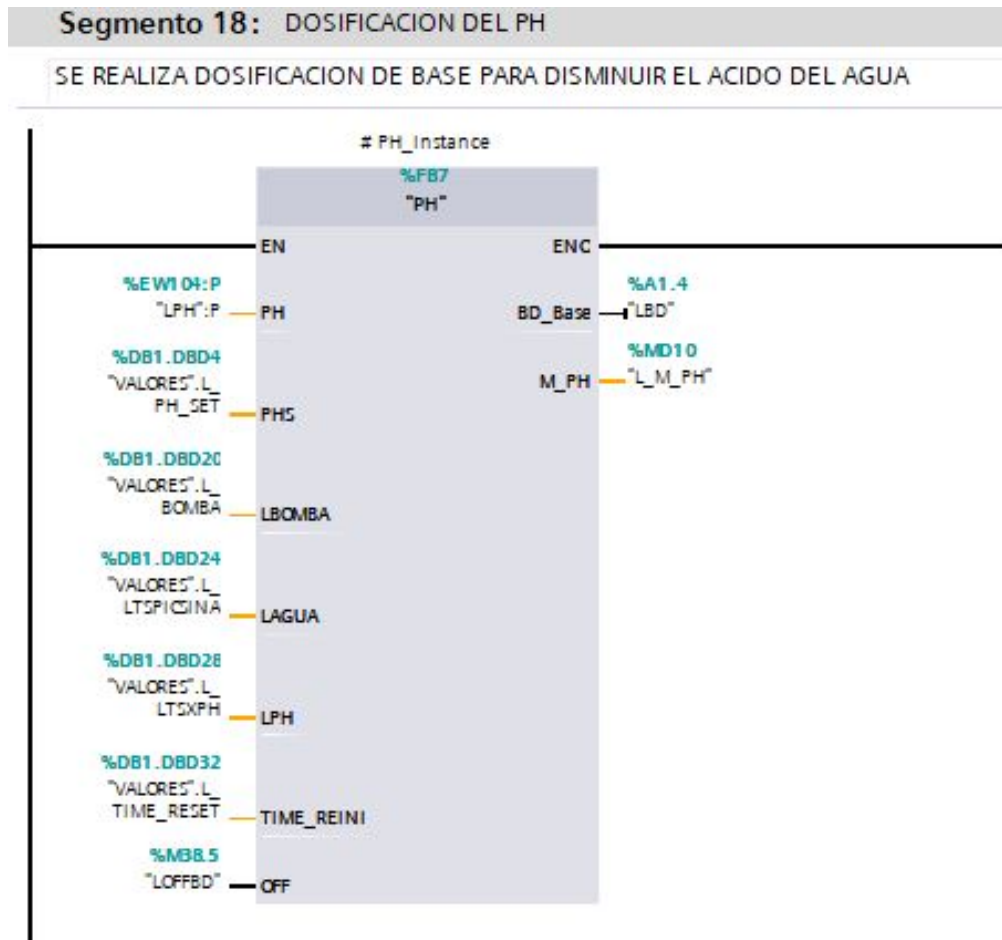 Segmento 18: DOSIFICACION DEL PH
SE REALIZA DOSIFICACION DE BASE PARA DISMINUIR EL ACIDO DEL AGUA
# PH_Instance
%FB7
"PH"
EN ENO
%EW104:P
"LPH":P PH
%A1.4
BD_Base "LBD"
%DB1.DBD4
"VALORES".L_
PH_SET PHS
%MD10
M_PH "L_M_PH"
%DB1.DBD20
"VALORES".L_
BOMBA LBOMBA
%DB1.DBD24
"VALORES".L_
LTSPICSINA LAGUA
%DB1.DBD28
"VALORES".L_
LTSXPH LPH
%DB1.DBD32
"VALORES".L_
TIME_RESET TIME_REINI
%M38.5
"LOFFBD" OFF